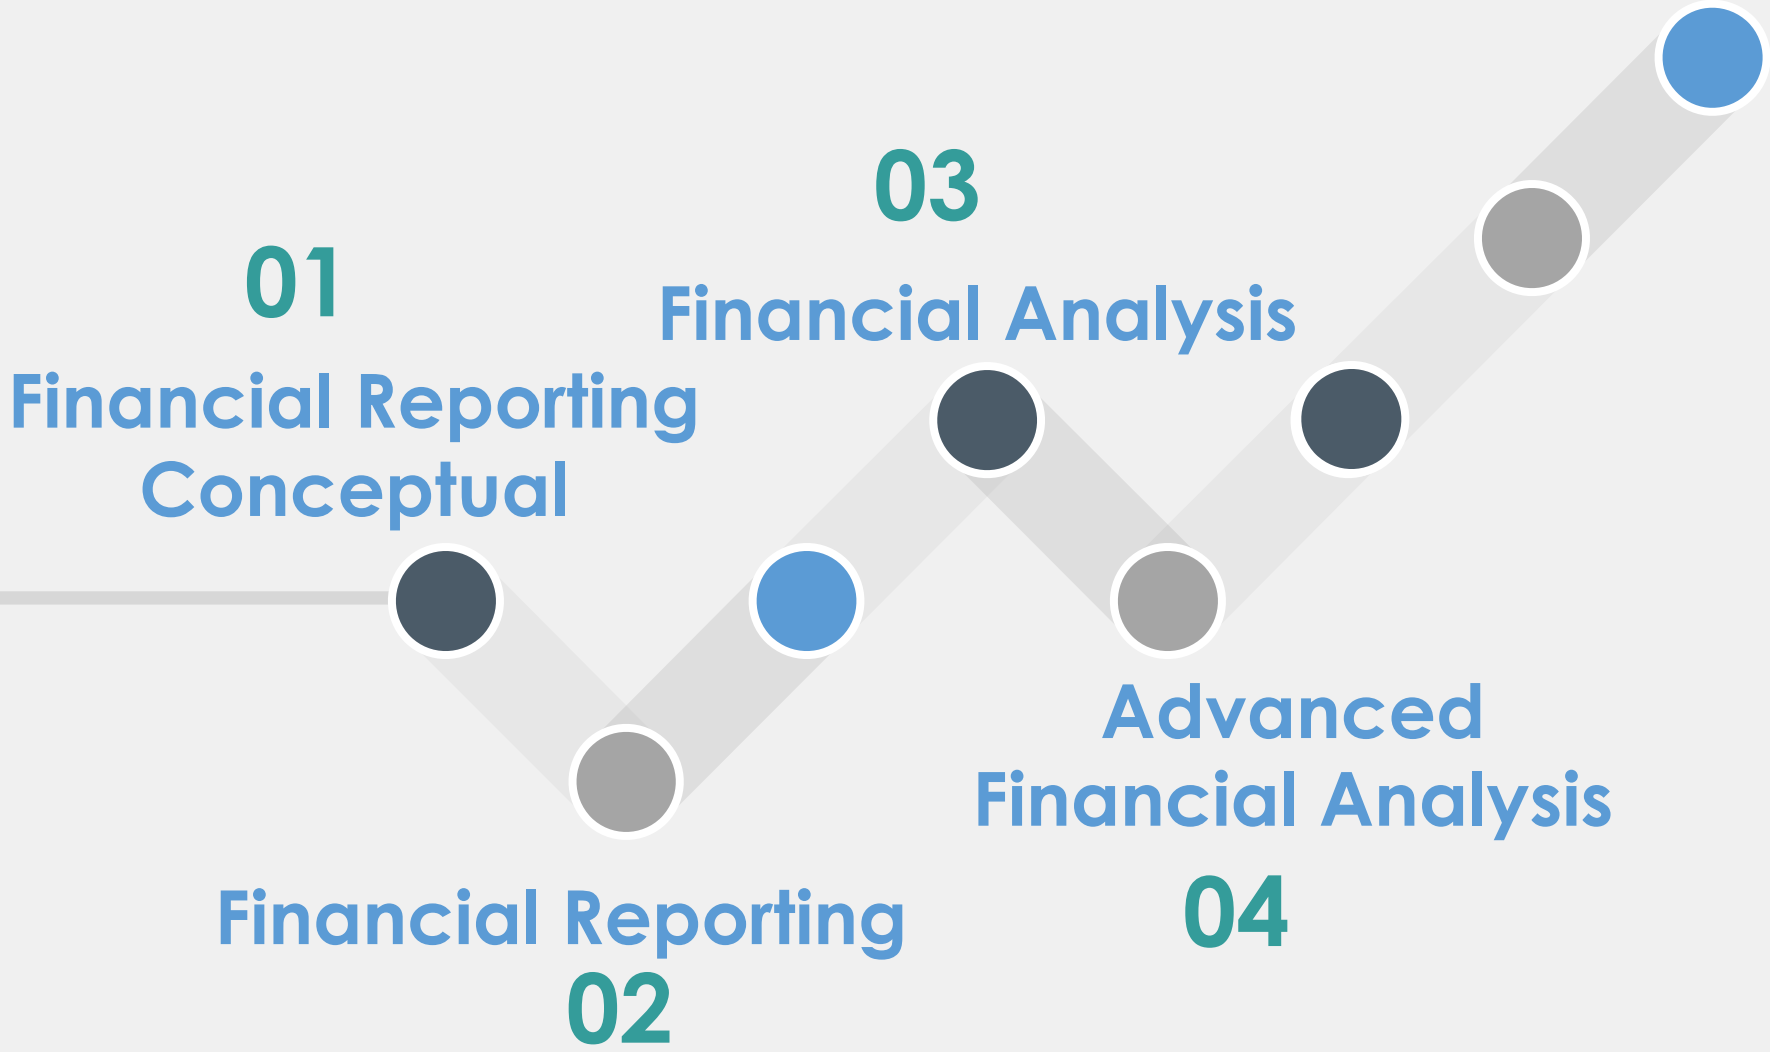 01
Financial Reporting
Conceptual
Financial Reporting
02
03
Financial Analysis
Advanced
Financial Analysis
04